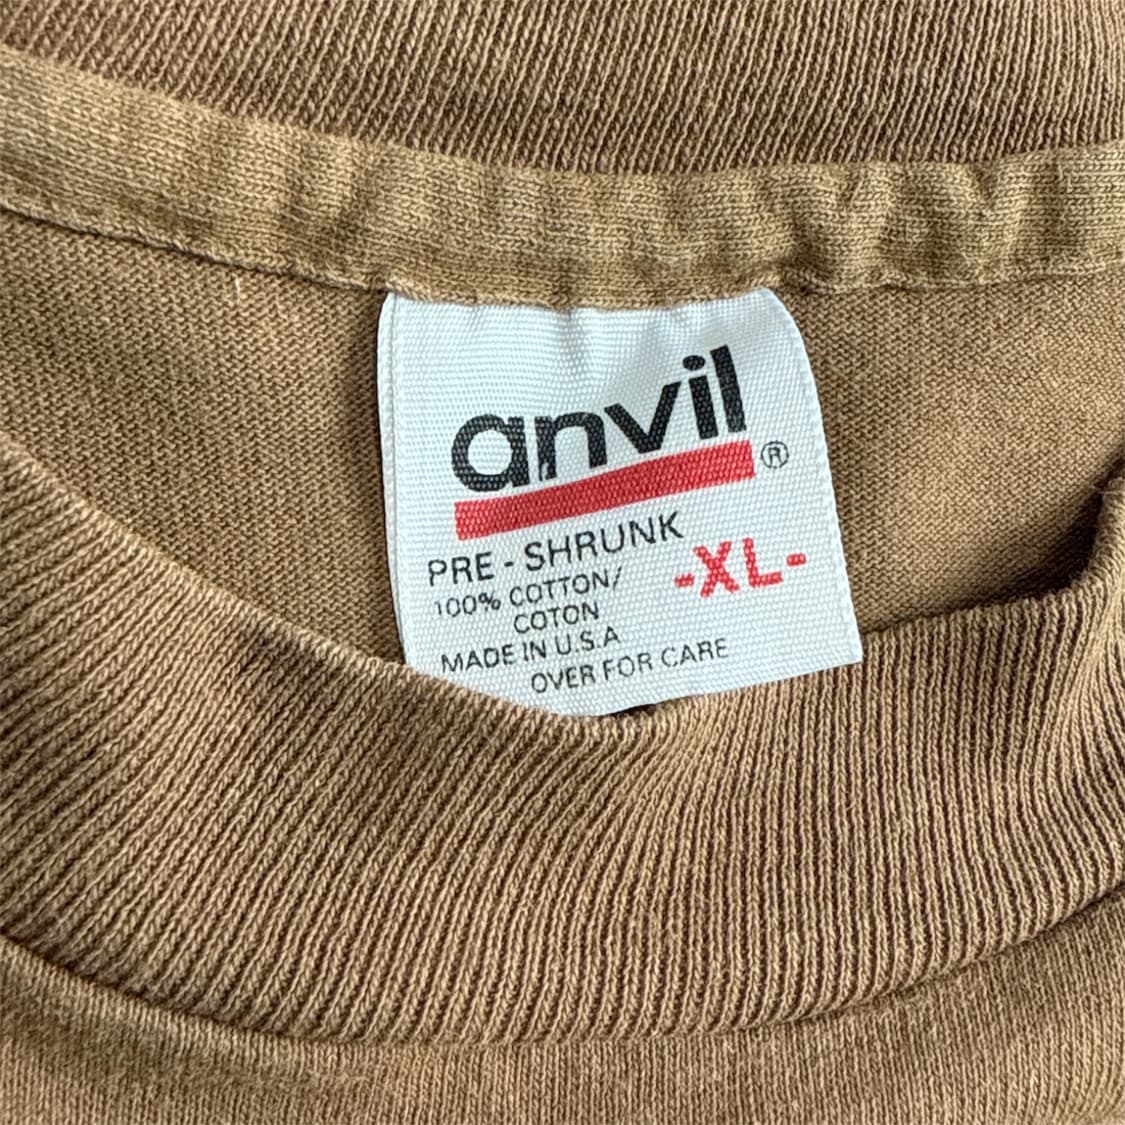 anvil®
PRE - SHRUNK
-XL-
100% COTTON/
COTON
MADE IN U.S.A
OVER FOR CARE